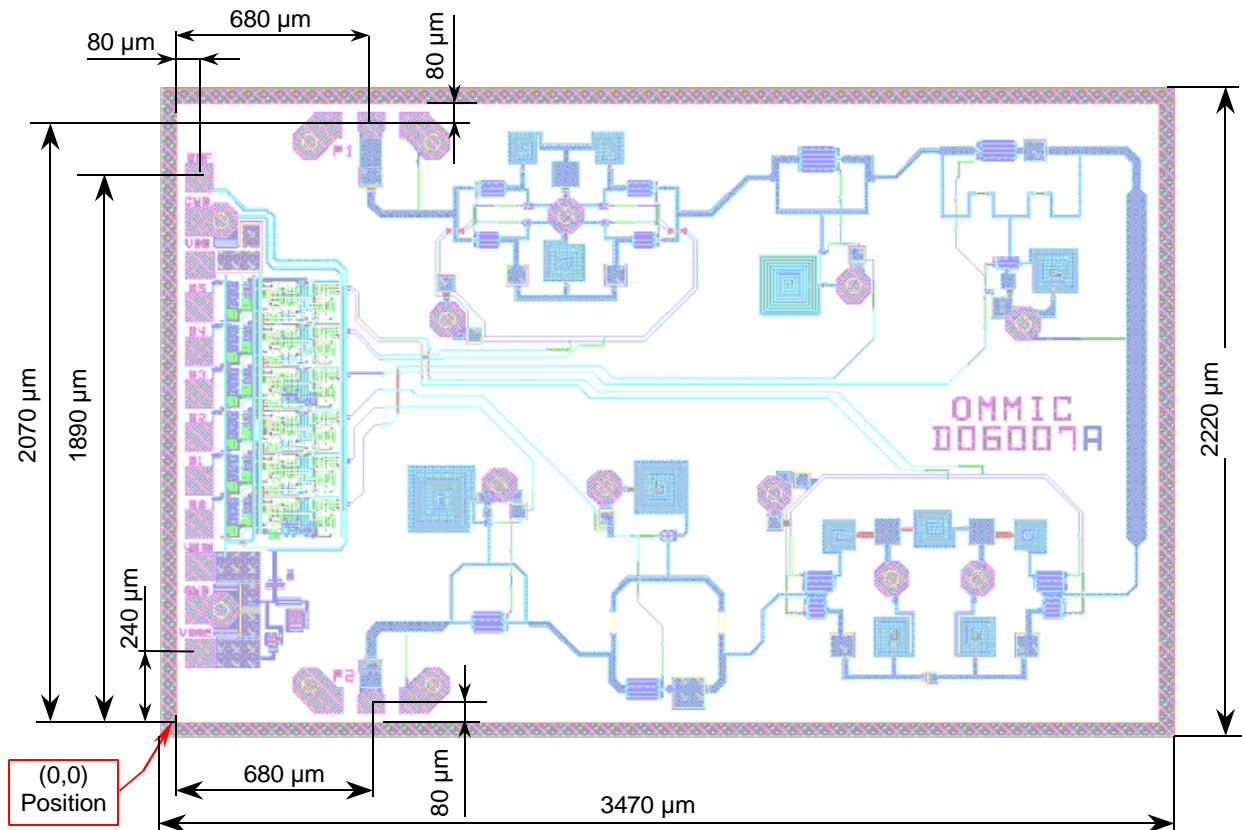 680 µm
80 µm
80 µm
P1
GND
2070 µm
1890 µm
OMMIC
D06007A
2220 µm
240 µm
P2
(0,0)
Position
680 µm
80 µm
3470 µm